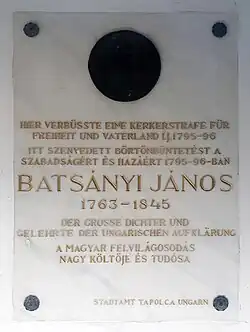 HIER VERBÜSSTE EINE KERKERSTRAFE FÜR
FREIHEIT UND VATERLAND I.J. 1795-96
ITT SZENVEDETT BÖRTÖNBÜNTETÉST A
SZABADSÁGÉRT ÉS HAZÁÉRT 1795-96-BAN
BATSÁNYI JÁNOS
1763-1845
DER GROSSE DICHTER UND
GELEHRTE DER UNGARISCHEN AUFKLÄRUNG
A MAGYAR FELVILÁGOSODÁS
NAGY KÖLTŐJE ÉS TUDÓSA
STADTAMT TAPOLCA UNGARN